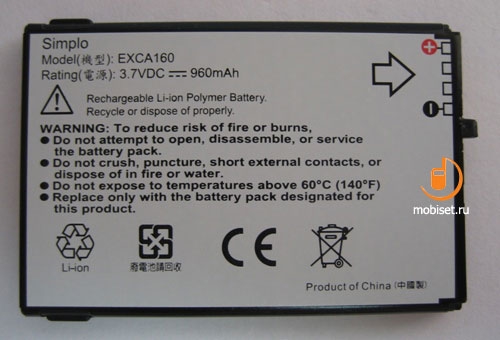 Simplo
Model(機型): EXCA160
Rating(電源): 3.7VDC ⎓ 960mAh
Rechargeable Li-ion Polymer Battery.
Recycle or dispose of properly.
WARNING: To reduce risk of fire or burns,
● Do not attempt to open, disassemble, or service
the battery pack.
● Do not crush, puncture, short external contacts, or
dispose of in fire or water.
● Do not expose to temperatures above 60°C (140°F)
● Replace only with the battery pack designated for
this product.
mobiset.ru
Li-ion
廢電池請回收
CE
Product of China (中國製)